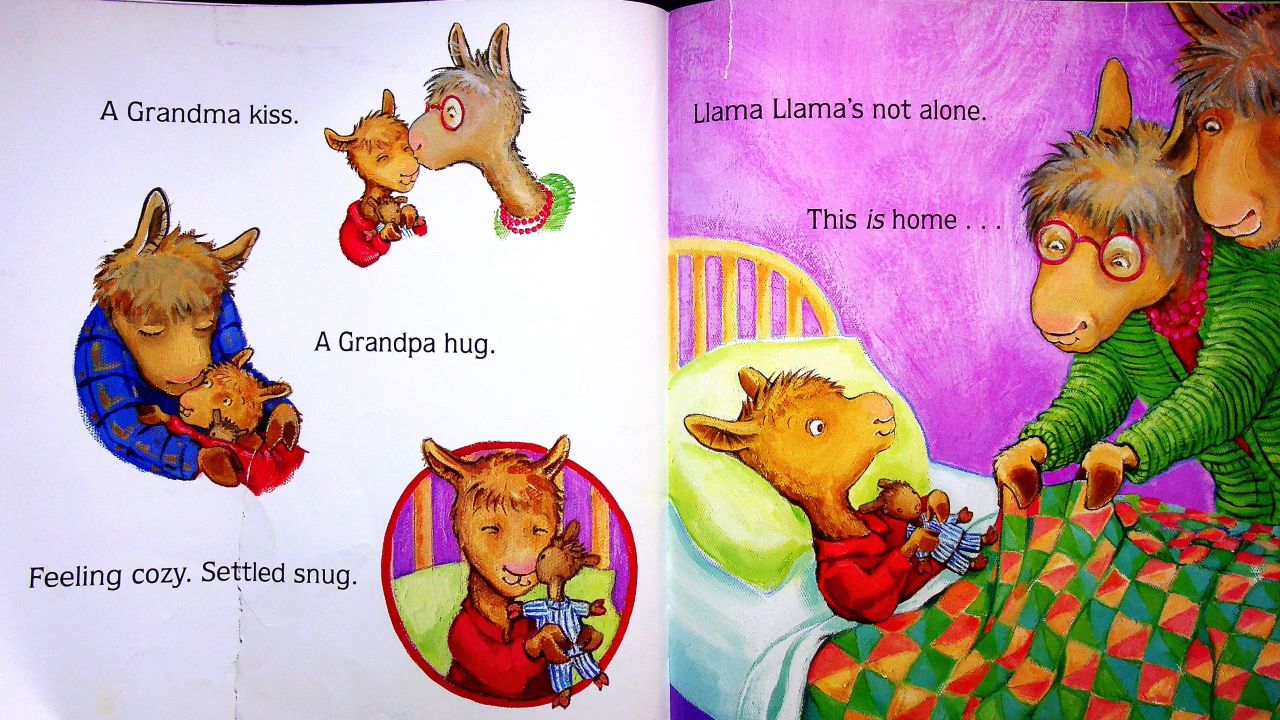 A Grandma kiss.
A Grandpa hug.
Feeling cozy. Settled snug.
Llama Llama's not alone.
This is home . . .